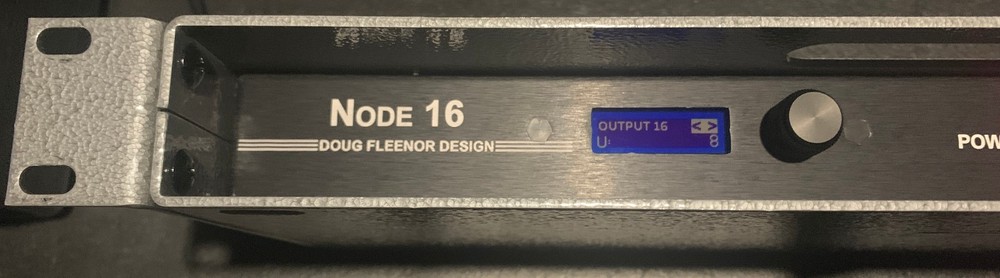 NODE 16
DOUG FLEENOR DESIGN
OUTPUT 16 < >
U: 8
POW